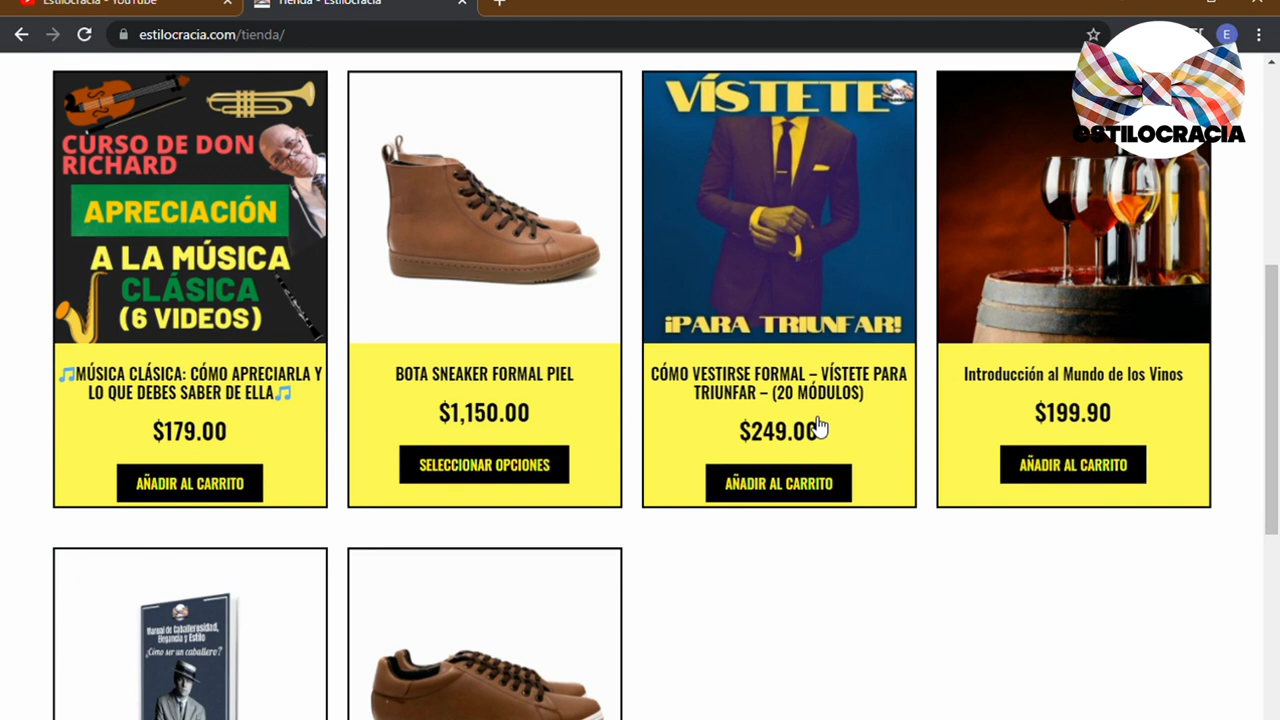 Estilocracia - YouTube
Tienda - Estilocracia
estilocracia.com/tienda/
E
ESTILOCRACIA
CURSO DE DON
RICHARD
APRECIACIÓN
A LA MÚSICA
CLÁSICA
(6 VIDEOS)
VÍSTETE
¡PARA TRIUNFAR!
🎵MÚSICA CLÁSICA: CÓMO APRECIARLA Y
LO QUE DEBES SABER DE ELLA🎵
$179.00
AÑADIR AL CARRITO
BOTA SNEAKER FORMAL PIEL
$1,150.00
SELECCIONAR OPCIONES
CÓMO VESTIRSE FORMAL – VÍSTETE PARA
TRIUNFAR – (20 MÓDULOS)
$249.00
AÑADIR AL CARRITO
Introducción al Mundo de los Vinos
$199.90
AÑADIR AL CARRITO
Manual de Caballerosidad,
Elegancia y Estilo
¿Cómo ser un caballero?